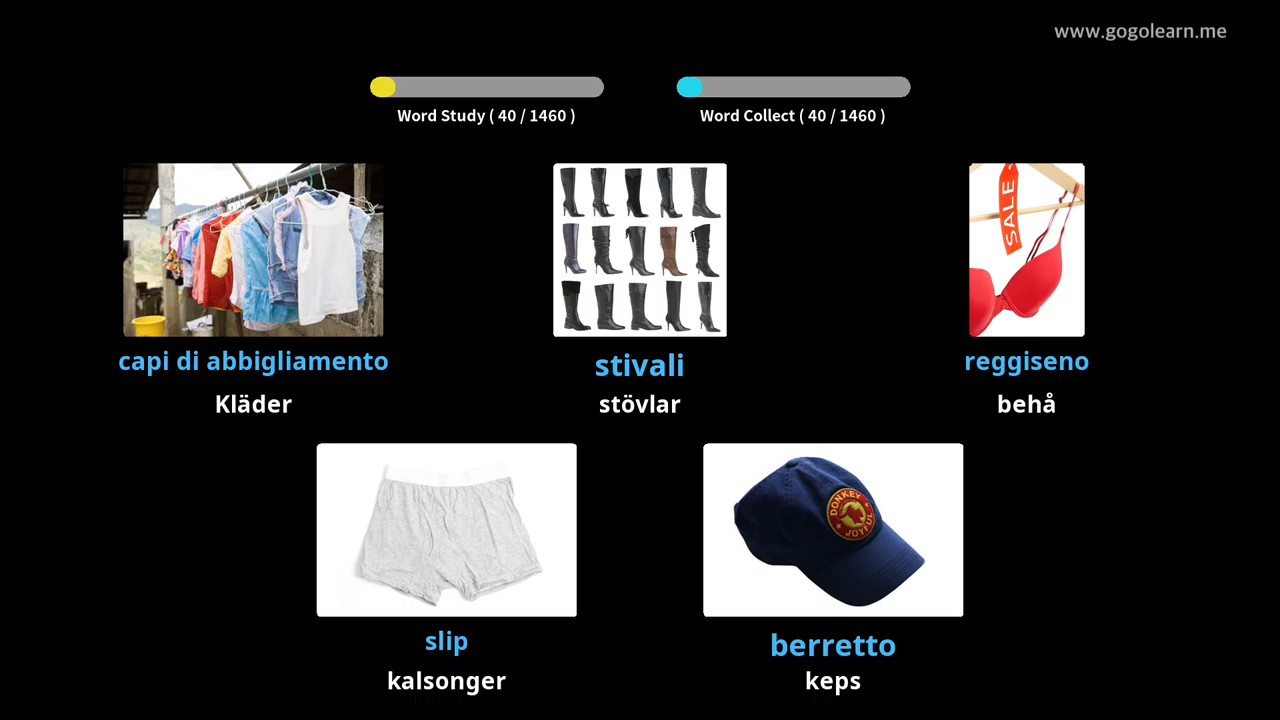 www.gogolearn.me
Word Study ( 40 / 1460 )
Word Collect ( 40 / 1460 )
SALE
capi di abbigliamento
stivali
reggiseno
Kläder
stövlar
behå
DONKEY
JOYFUL
slip
berretto
kalsonger
keps